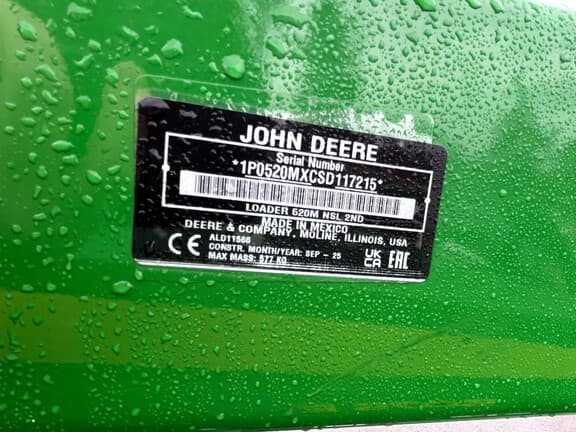 JOHN DEERE
Serial Number
*1P0520MXCSD117215*
LOADER 520M NSL 2ND
MADE IN MEXICO
DEERE & COMPANY, MOLINE, ILLINOIS, USA
CE
ALO11586
CONSTR. MONTH/YEAR: SEP - 25
MAX MASS: 577 KG
UK
CA
EAC